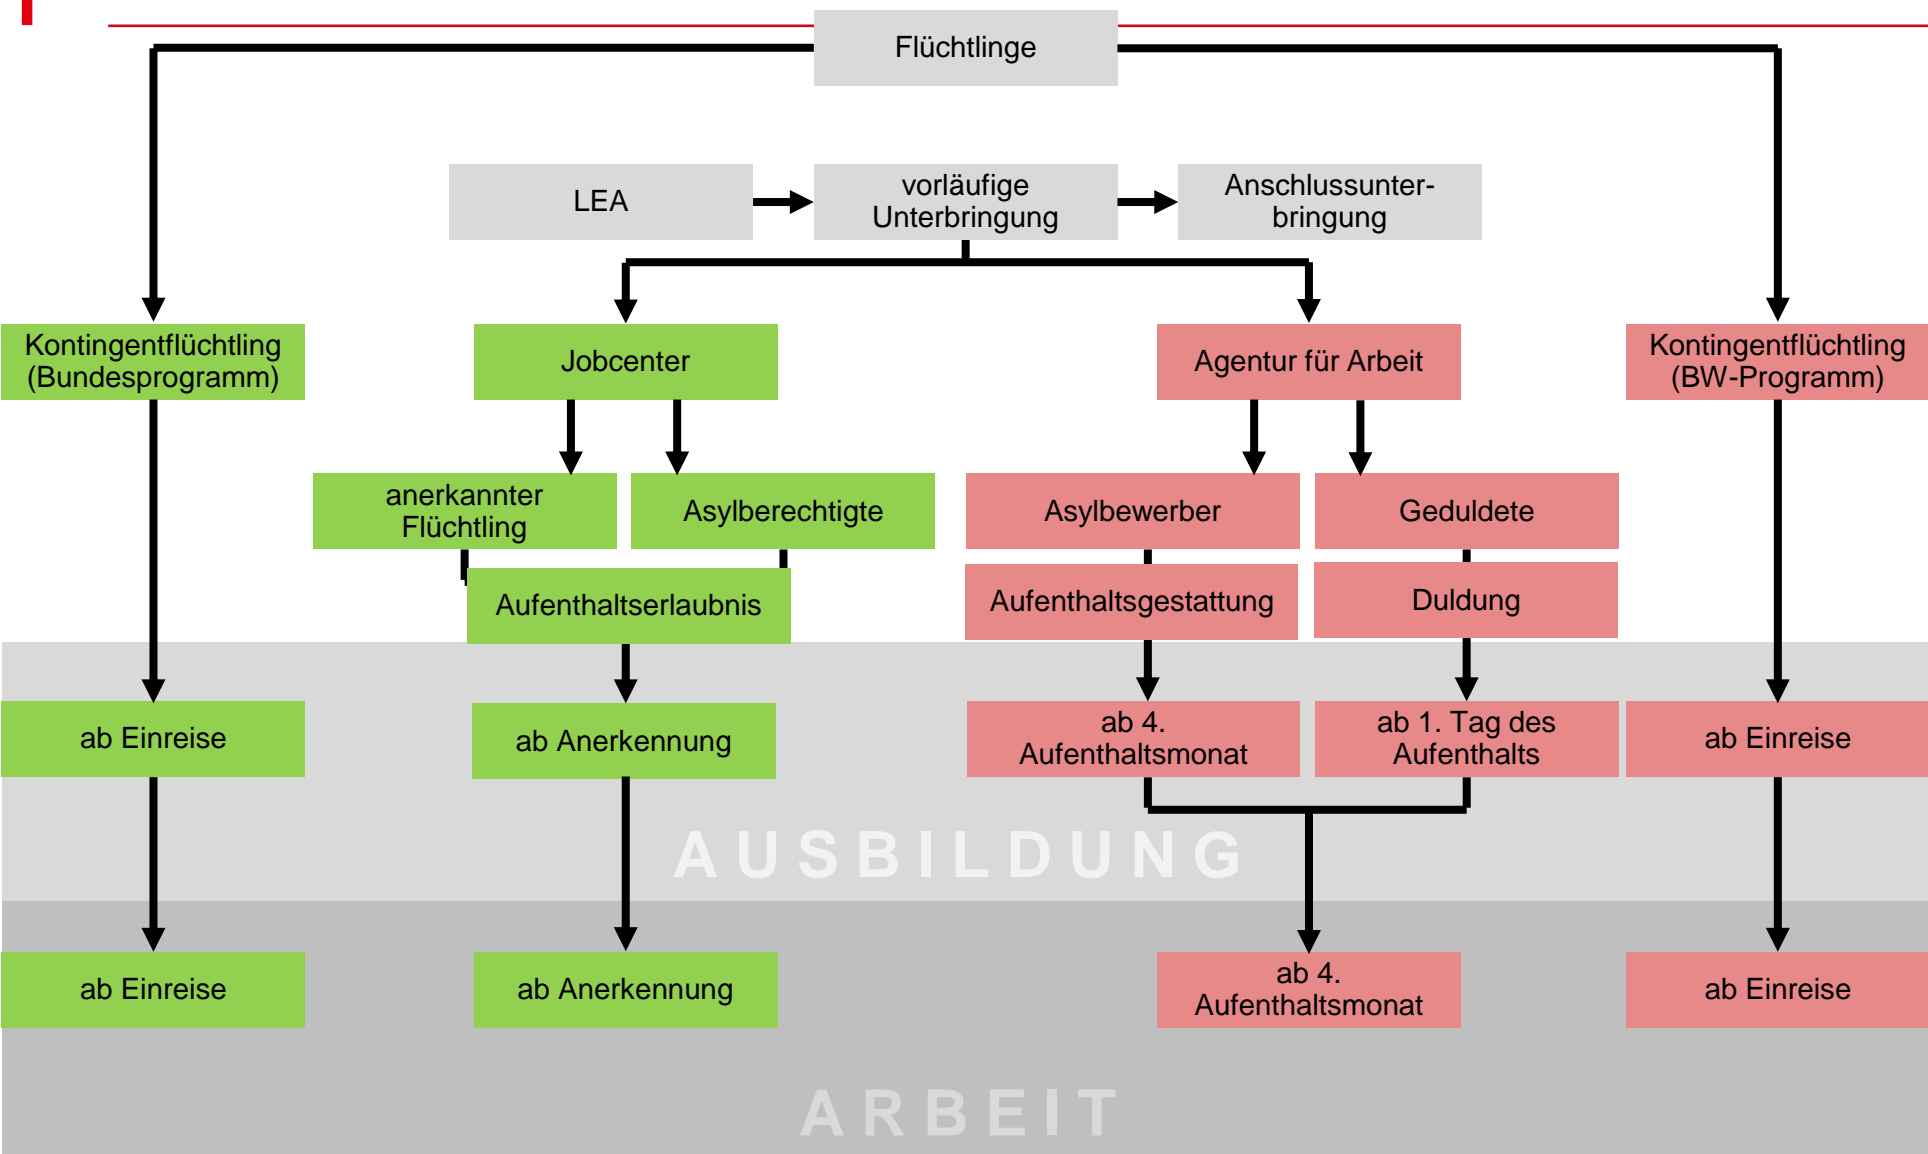 Flüchtlinge
LEA
vorläufige
Unterbringung
Anschlussunter-
bringung
Kontingentflüchtling
(Bundesprogramm)
Jobcenter
Agentur für Arbeit
Kontingentflüchtling
(BW-Programm)
anerkannter
Flüchtling
Asylberechtigte
Asylbewerber
Geduldete
Aufenthaltserlaubnis
Aufenthaltsgestattung
Duldung
ab Einreise
ab Anerkennung
ab 4.
Aufenthaltsmonat
ab 1. Tag des
Aufenthalts
ab Einreise
AUSBILDUNG
ab Einreise
ab Anerkennung
ab 4.
Aufenthaltsmonat
ab Einreise
ARBEIT